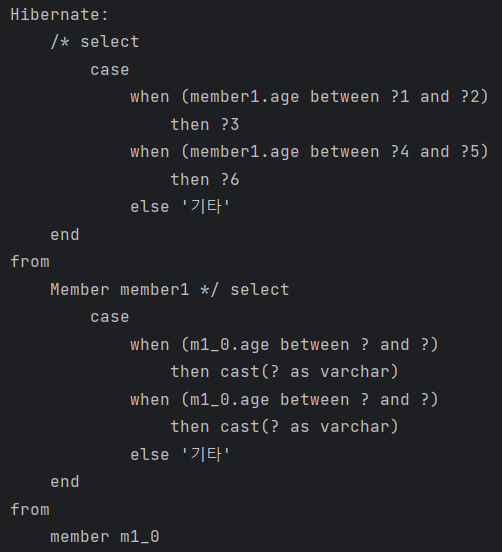 Hibernate:
    /* select
        case
            when (member1.age between ?1 and ?2)
                then ?3
            when (member1.age between ?4 and ?5)
                then ?6
            else '기타'
    end
from
    Member member1 */ select
        case
            when (m1_0.age between ? and ?)
                then cast(? as varchar)
            when (m1_0.age between ? and ?)
                then cast(? as varchar)
            else '기타'
    end
from
    member m1_0